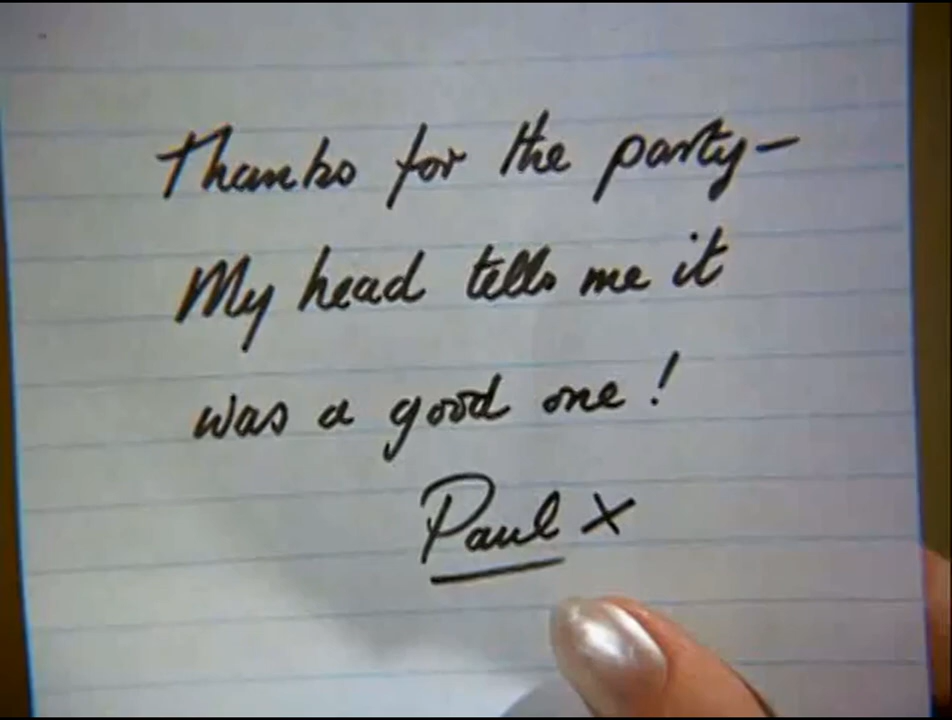 Thanks for the party-
My head tells me it
was a good one!
Paul x